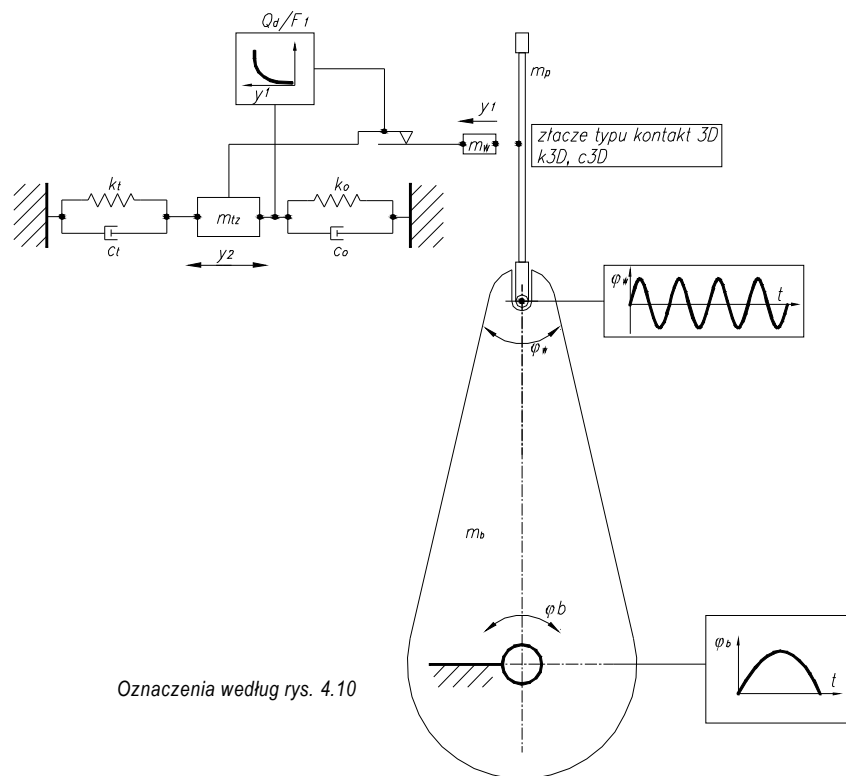 Qd/F1
y1
mp
y1
złacze typu kontakt 3D
k3D, c3D
mw
kt
ko
mtz
ct
co
y2
φw
t
φw
mb
φb
φb
t
Oznaczenia według rys. 4.10